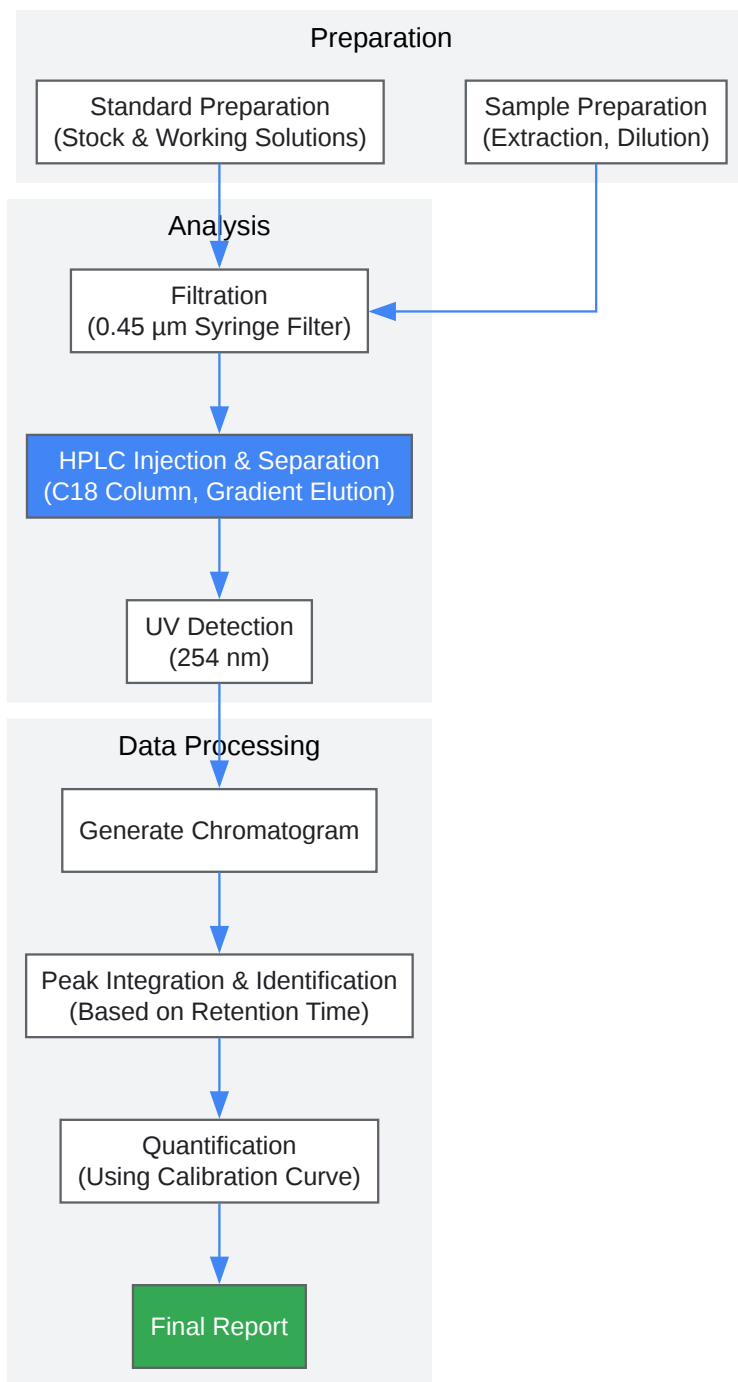 Preparation
Standard Preparation
(Stock & Working Solutions)
Sample Preparation
(Extraction, Dilution)
Analysis
Filtration
(0.45 µm Syringe Filter)
HPLC Injection & Separation
(C18 Column, Gradient Elution)
UV Detection
(254 nm)
Data Processing
Generate Chromatogram
Peak Integration & Identification
(Based on Retention Time)
Quantification
(Using Calibration Curve)
Final Report